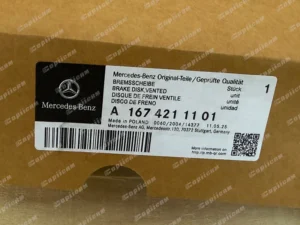 Mercedes-Benz Original-Teile/Geprüfte Qualität
BREMSSCHEIBE
BRAKE DISK,VENTED
DISQUE DE FREIN VENTILE
DISCO DE FRENO
Stück
unit
unité
unidad
1
Mercedes-Benz
A 167 421 11 01
Made in POLAND
Mercedes-Benz AG, Mercedesstr. 120, 70372 Stuttgart, Germany